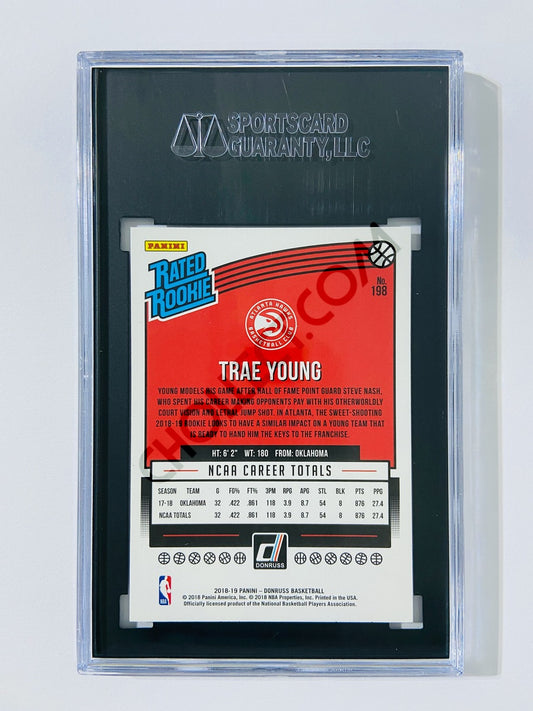 SPORTSCARD
GUARANTY, LLC
PANINI
RATED
ROOKIE
No.
198
ATLANTA HAWKS
BASKETBALL CLUB
TRAE YOUNG
YOUNG MODELS HIS GAME AFTER HALL OF FAME POINT GUARD STEVE NASH,
WHO SPENT HIS CAREER MAKING OPPONENTS PAY WITH HIS OTHERWORLDLY
COURT VISION AND LETHAL JUMP SHOT. IN ATLANTA, THE SWEET-SHOOTING
2018-19 ROOKIE LOOKS TO HAVE A SIMILAR IMPACT ON A YOUNG TEAM THAT
IS READY TO HAND HIM THE KEYS TO THE FRANCHISE.
HT: 6' 2" WT: 180 FROM: OKLAHOMA
NCAA CAREER TOTALS
SEASON TEAM G FG% FT% 3PM RPG APG STL BLK PTS PPG
17-18 OKLAHOMA 32 .422 .861 118 3.9 8.7 54 8 876 27.4
NCAA TOTALS 32 .422 .861 118 3.9 8.7 54 8 876 27.4
DONRUSS
2018-19 PANINI – DONRUSS BASKETBALL
© 2018 Panini America, Inc. © 2018 NBA Properties, Inc. Printed in the USA.
Officially licensed product of the National Basketball Players Association.
NBA